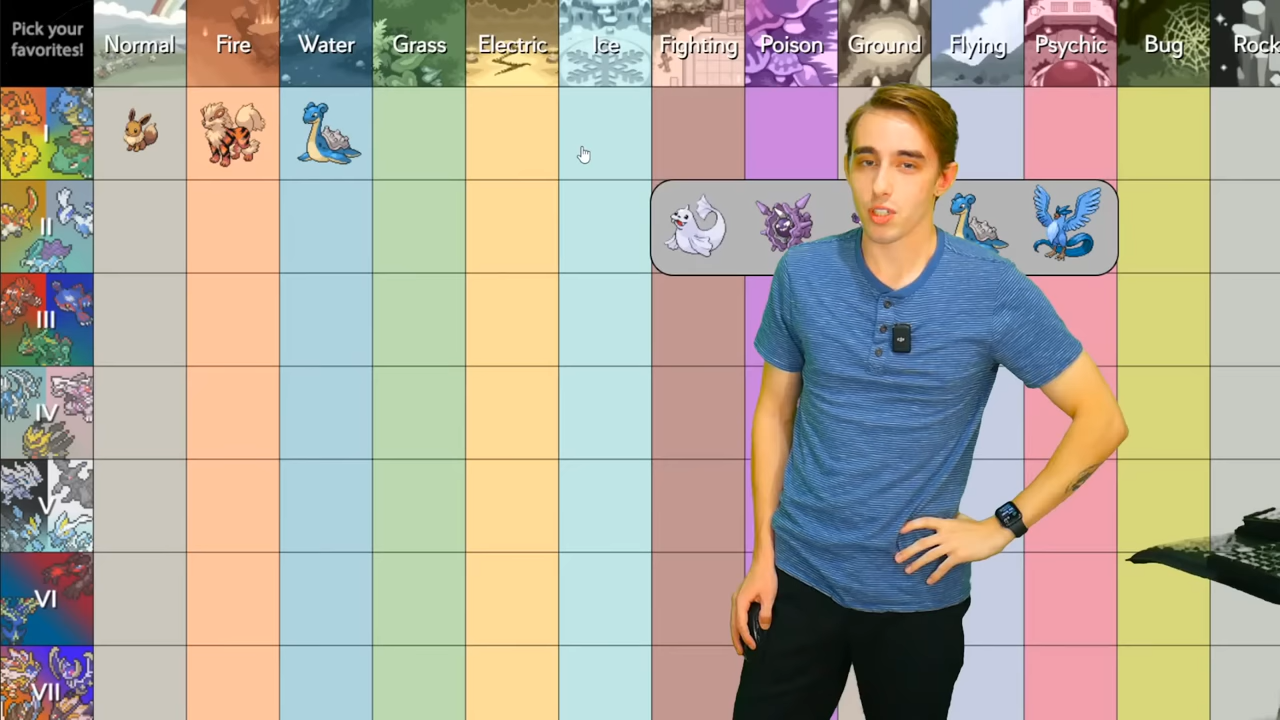 Pick your
favorites!
Normal
Fire
Water
Grass
Electric
Ice
Fighting
Poison
Ground
Flying
Psychic
Bug
Rock
I
II
III
IV
V
VI
VII
dji